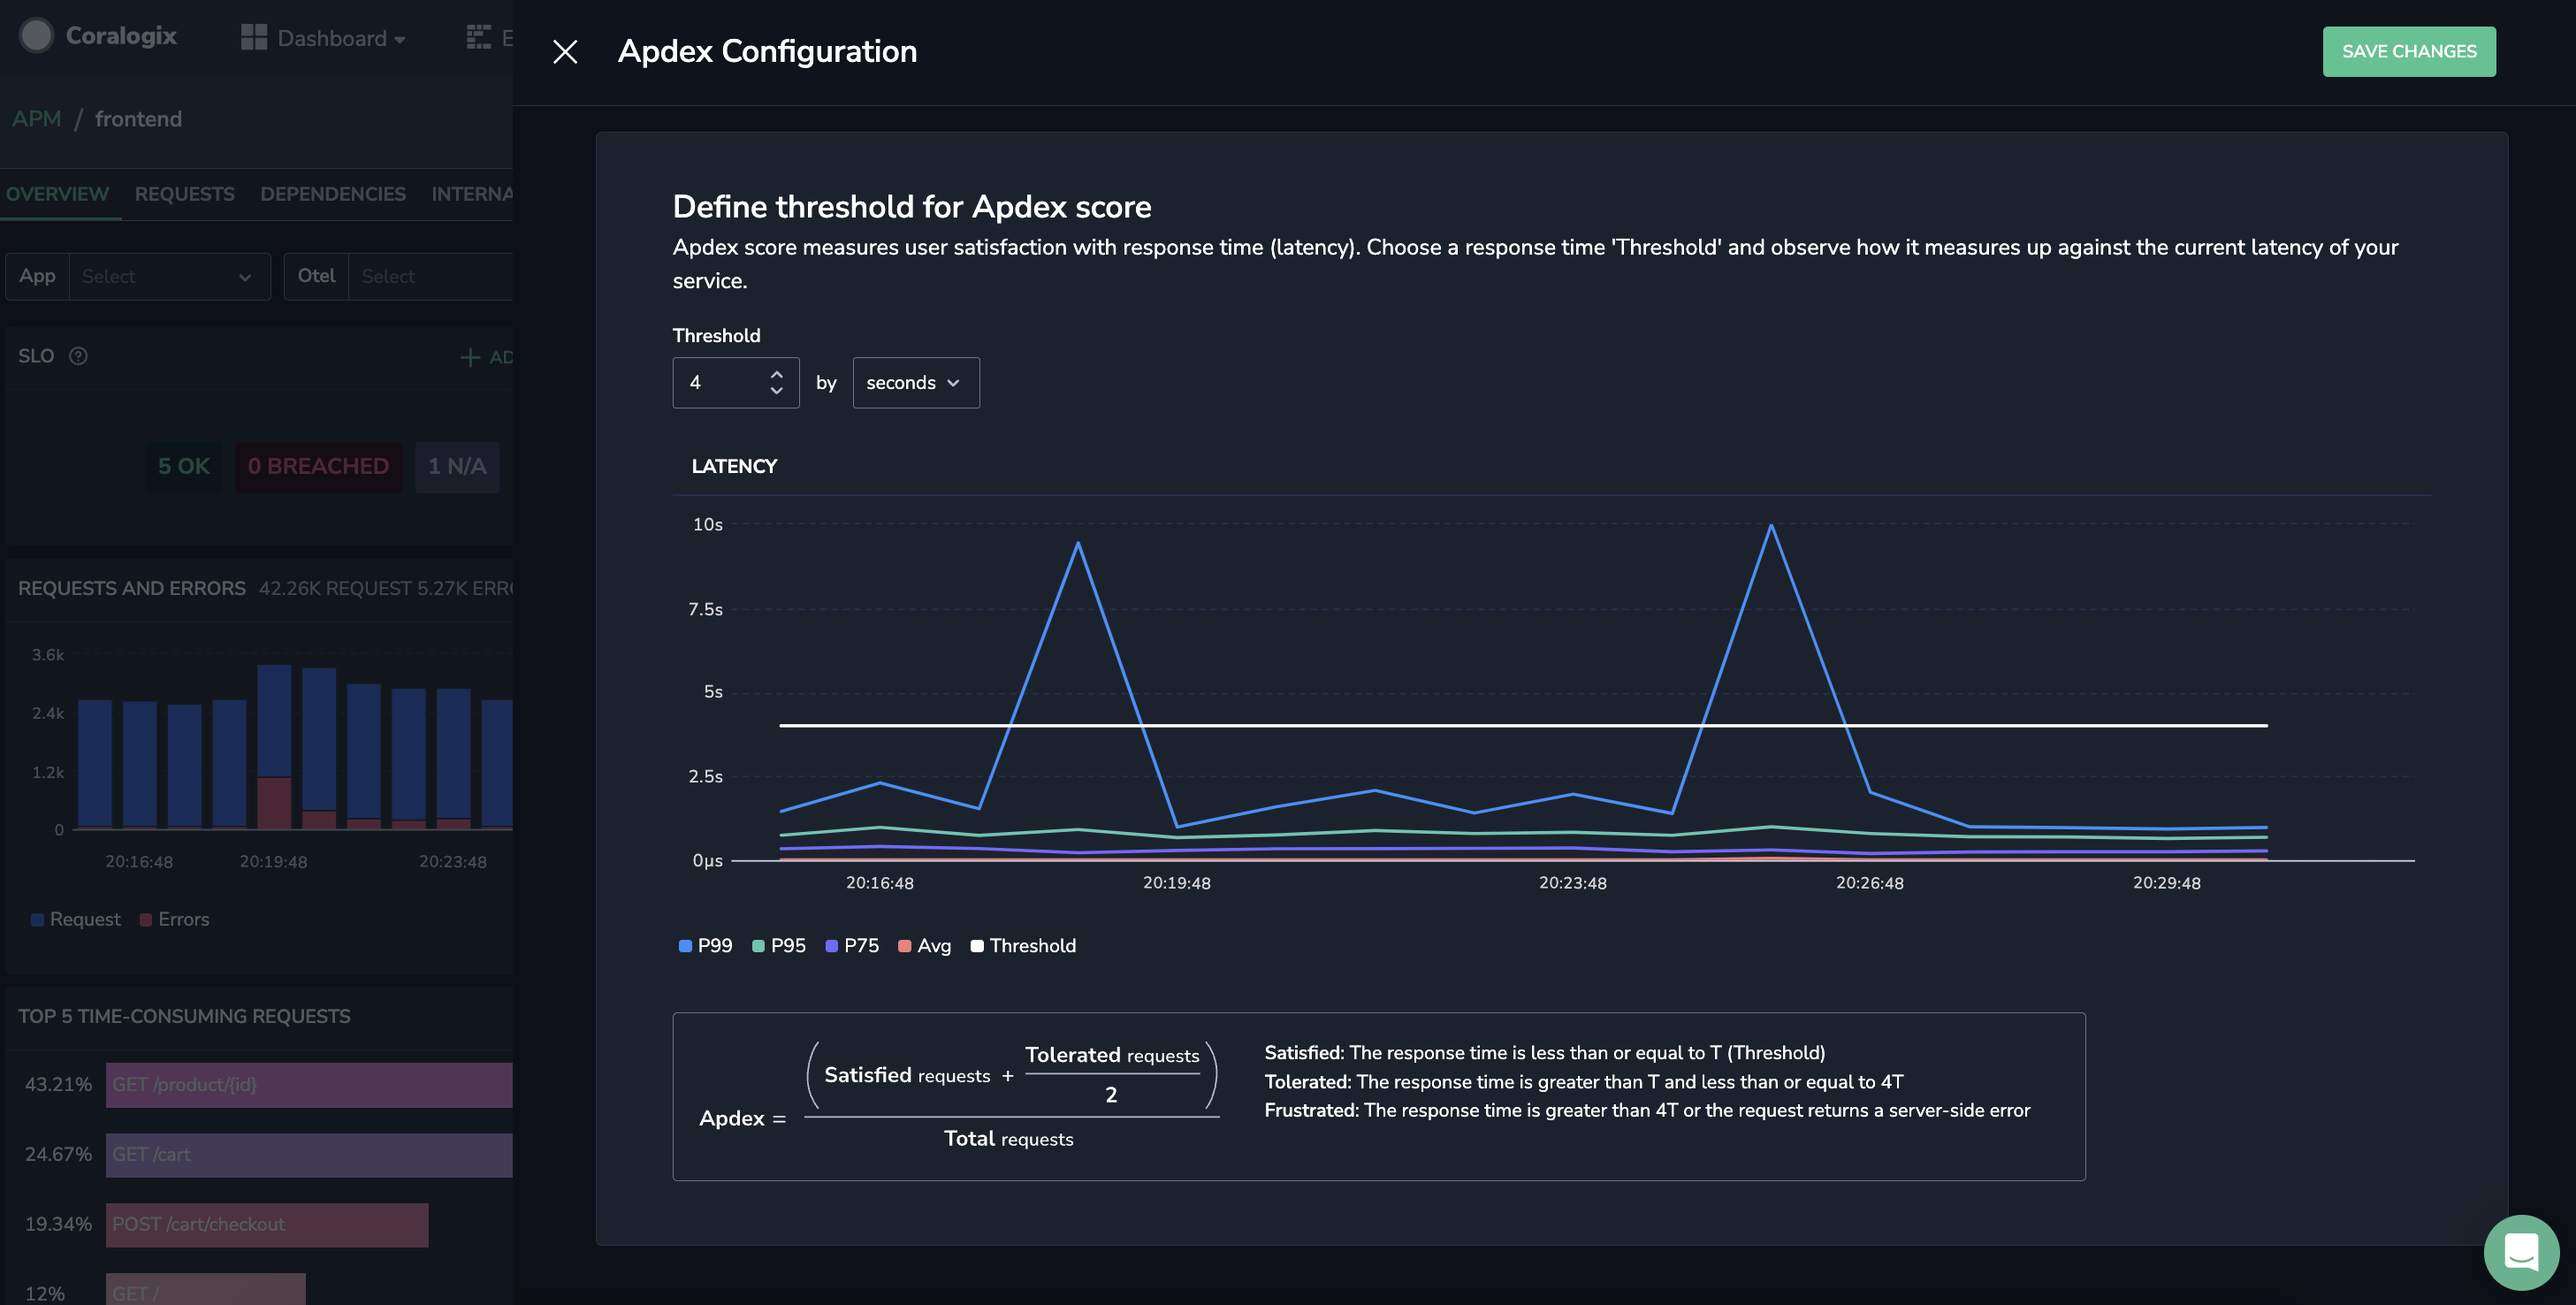 Coralogix
Dashboard
E
APM / frontend
OVERVIEW REQUESTS DEPENDENCIES INTERNA
App Select Otel Select
SLO
AD
5 OK 0 BREACHED 1 N/A
REQUESTS AND ERRORS 42.26K REQUEST 5.27K ERRO
3.6k
2.4k
1.2k
0
20:16:48 20:19:48 20:23:48
Request Errors
TOP 5 TIME-CONSUMING REQUESTS
43.21% GET /product/{id}
24.67% GET /cart
19.34% POST /cart/checkout
12% GET /
Apdex Configuration
SAVE CHANGES
Define threshold for Apdex score
Apdex score measures user satisfaction with response time (latency). Choose a response time 'Threshold' and observe how it measures up against the current latency of your
service.
Threshold
4 by seconds
LATENCY
10s
7.5s
5s
2.5s
0µs
20:16:48 20:19:48 20:23:48 20:26:48 20:29:48
P99 P95 P75 Avg Threshold
Apdex =
Satisfied requests +
Tolerated requests
2
Total requests
Satisfied: The response time is less than or equal to T (Threshold)
Tolerated: The response time is greater than T and less than or equal to 4T
Frustrated: The response time is greater than 4T or the request returns a server-side error